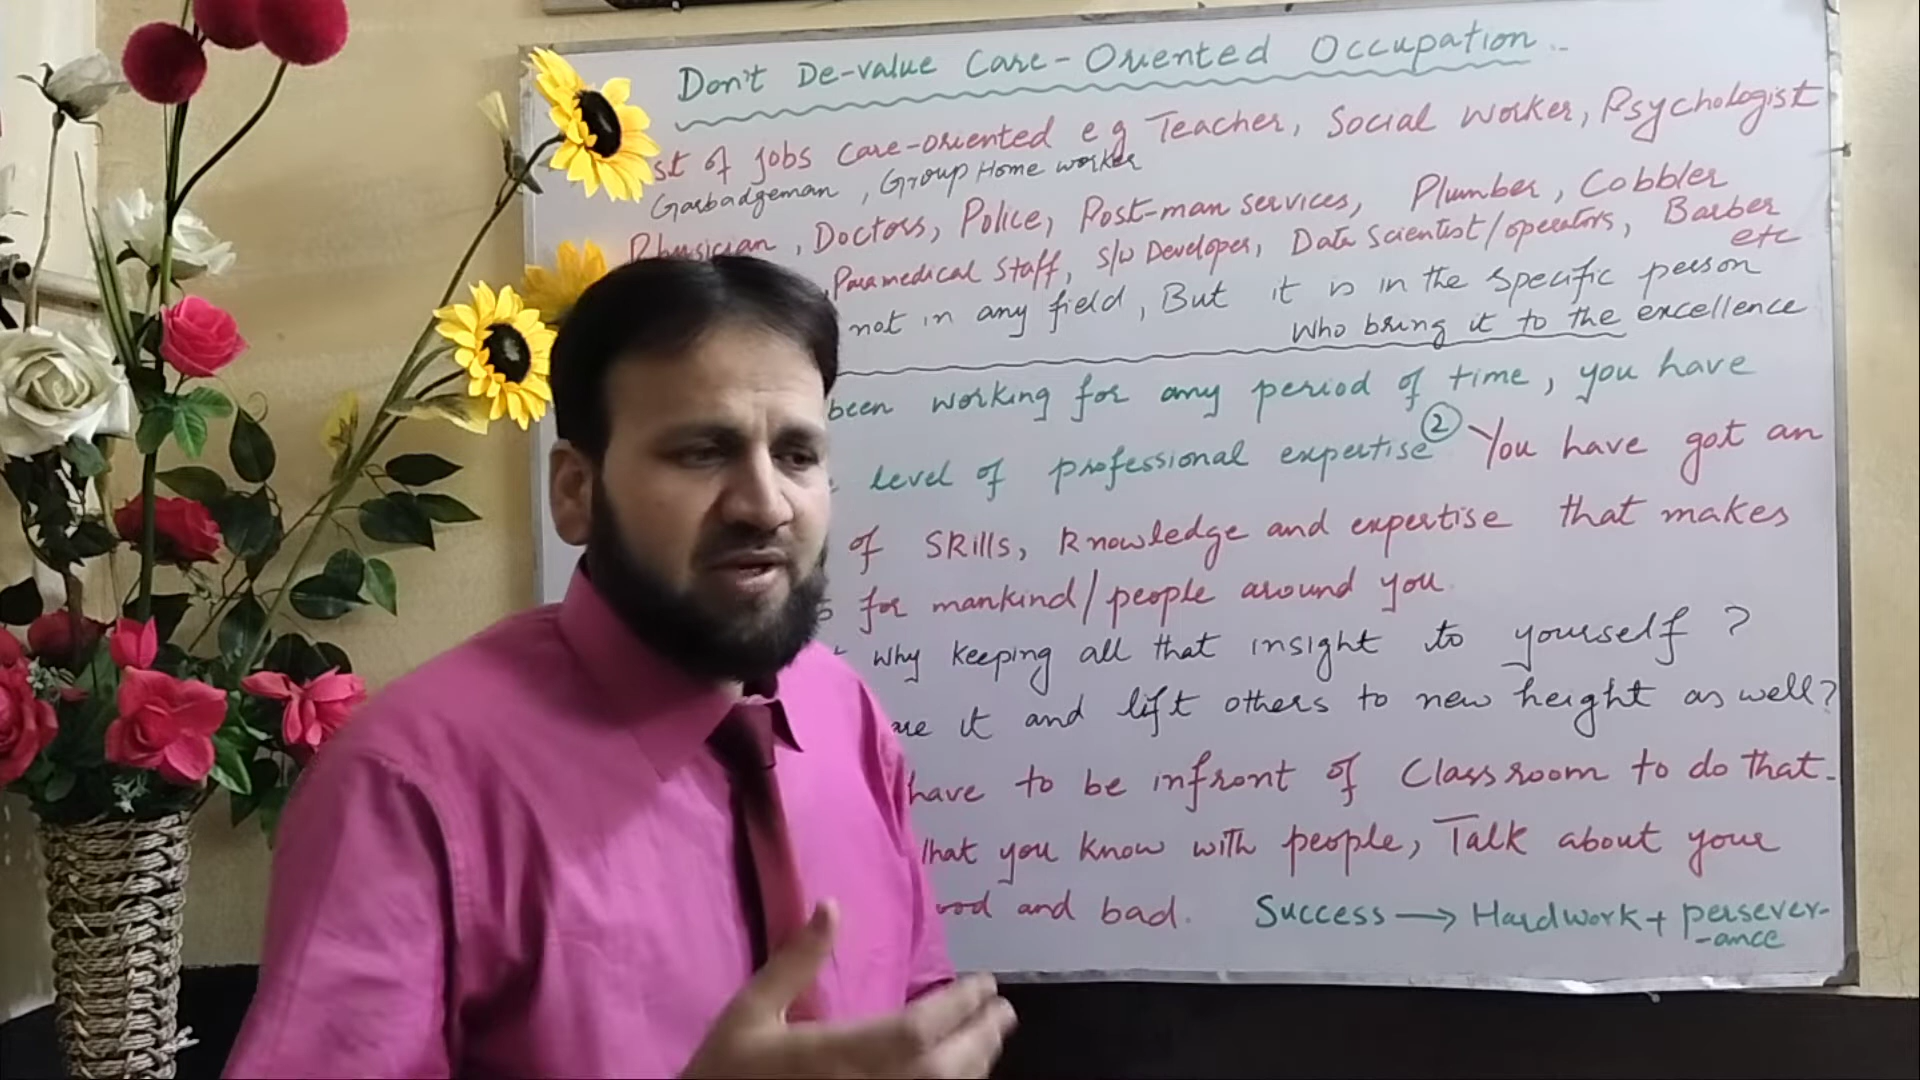 Don't De-value Care-Oriented Occupation..
st of jobs care-oriented e g Teacher, Social Worker, Psychologist
Garbadgeman, Group Home worker
Physician, Doctors, Police, Post-man services, Plumber, Cobbler
Paramedical Staff, s/w Developer, Data Scientist/operators, Barber
etc
not in any field, But it is in the specific person
who bring it to the excellence
been working for any period of time, you have
level of professional expertise ② You have got an
of Skills, knowledge and expertise that makes
for mankind/people around you
why keeping all that insight to yourself?
are it and lift others to new height as well?
have to be infront of Classroom to do that.
that you know with people, Talk about your
ood and bad. Success → Hardwork + persever-
-ance